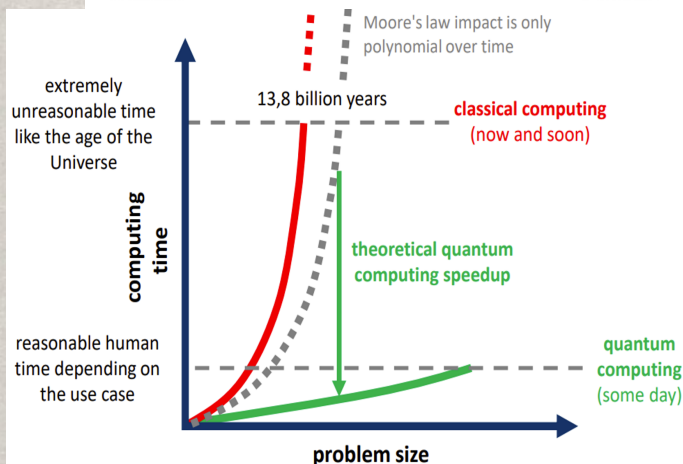 Moore's law impact is only
polynomial over time
extremely
unreasonable time
like the age of the
Universe
13,8 billion years
classical computing
(now and soon)
computing
time
theoretical quantum
computing speedup
reasonable human
time depending on
the use case
quantum
computing
(some day)
problem size